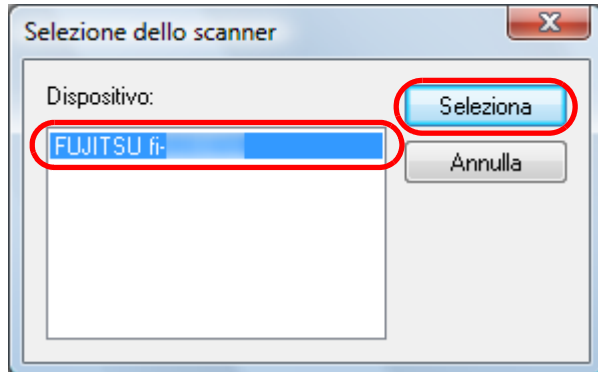 Selezione dello scanner
Dispositivo:
FUJITSU fi-
Seleziona
Annulla